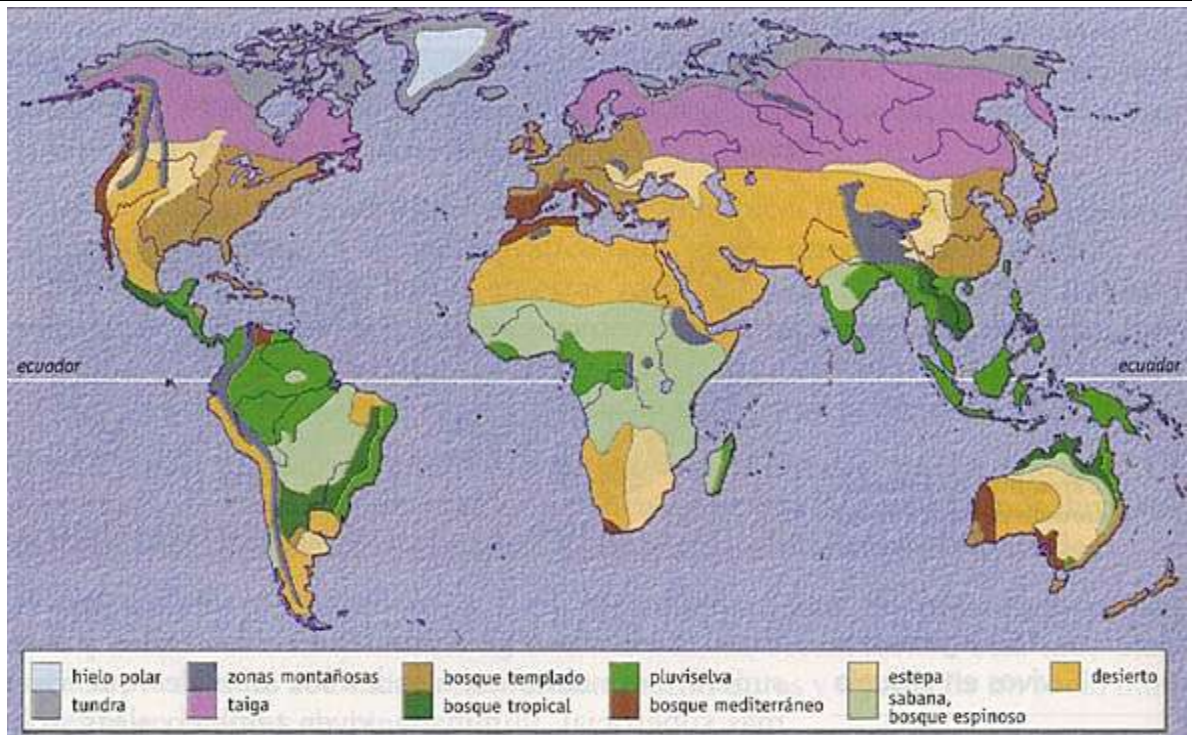 ecuador
ecuador
hielo polar
tundra
zonas montañosas
taiga
bosque templado
bosque tropical
pluviselva
bosque mediterráneo
estepa
sabana,
bosque espinoso
desierto